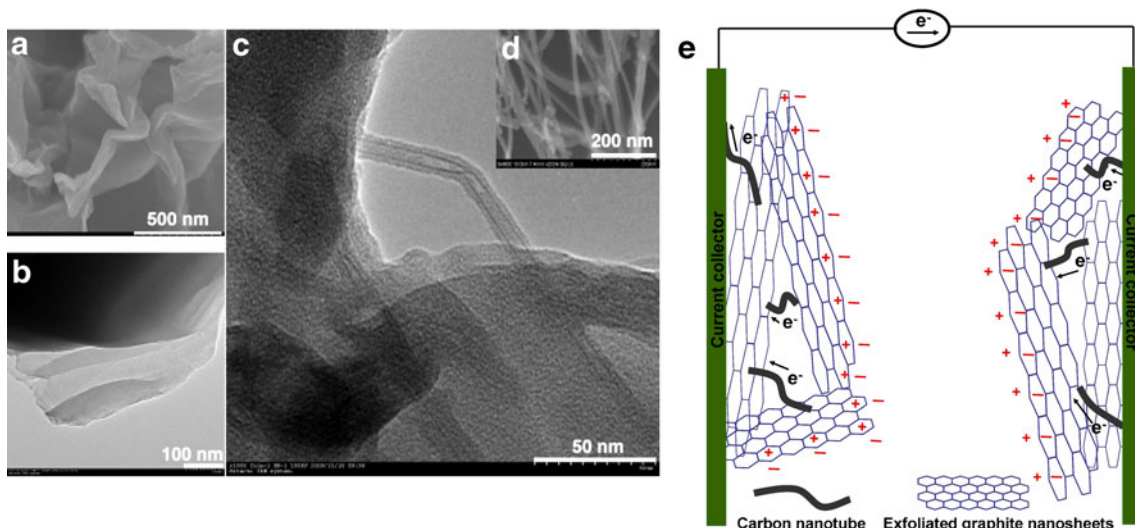 a
500 nm
b
100 nm
c
50 nm
d
200 nm
e
e-
Current collector
e-
e-
e-
e-
e-
e-
Current collector
Carbon nanotube
Exfoliated graphite nanosheets